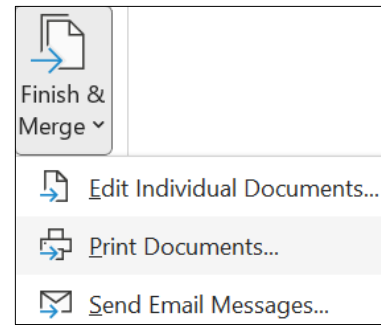 Finish &
Merge
Edit Individual Documents...
Print Documents...
Send Email Messages...